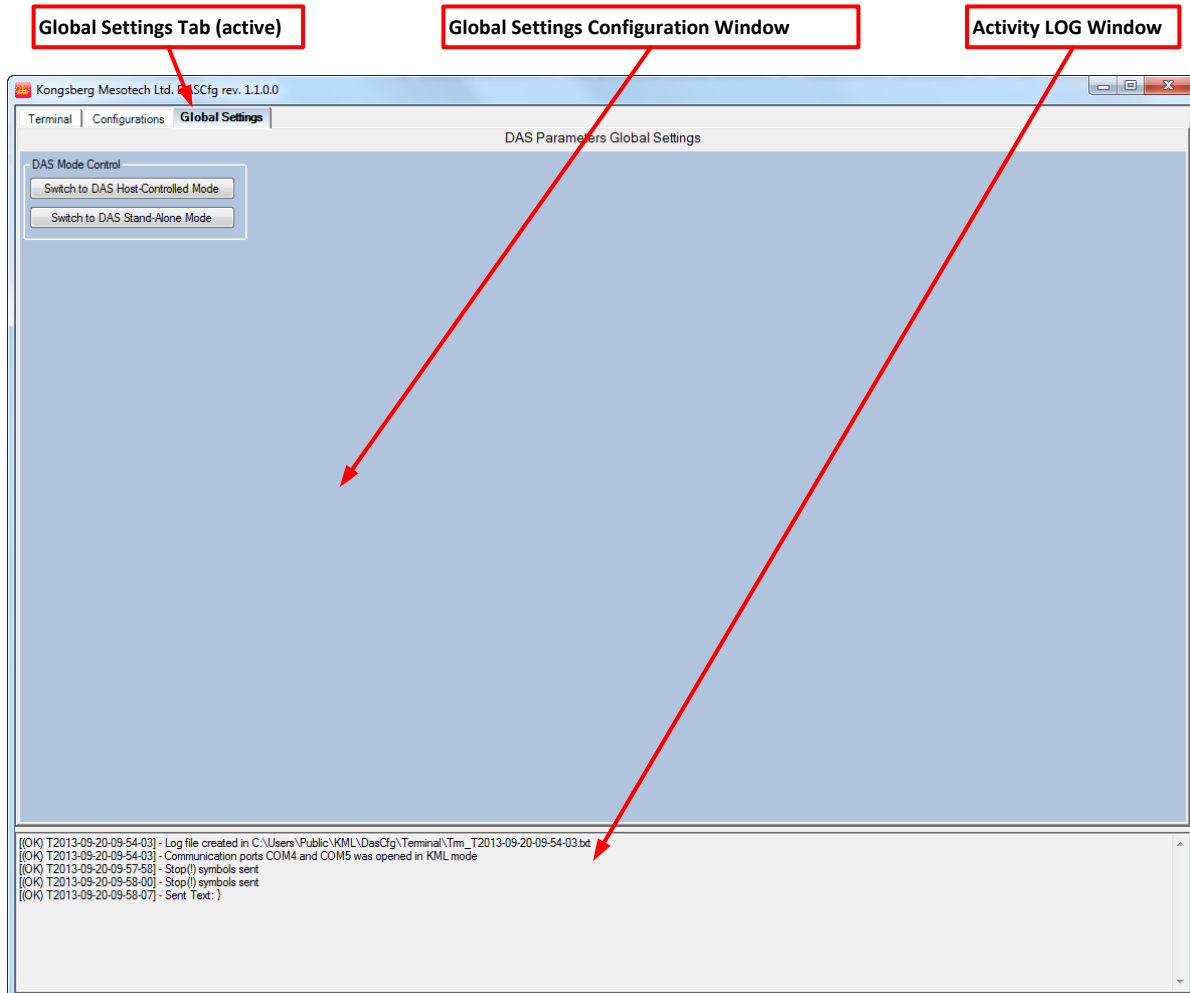 Global Settings Tab (active)
Global Settings Configuration Window
Activity LOG Window
Kongsberg Mesotech Ltd. DASCfg rev. 1.1.0.0
Terminal
Configurations
Global Settings
DAS Parameters Global Settings
DAS Mode Control
Switch to DAS Host-Controlled Mode
Switch to DAS Stand-Alone Mode
[(OK) T2013-09-20-09-54-03] - Log file created in C:\Users\Public\KML\DasCfg\Terminal\Trm_T2013-09-20-09-54-03.txt
[(OK) T2013-09-20-09-54-03] - Communication ports COM4 and COM5 was opened in KML mode
[(OK) T2013-09-20-09-57-58] - Stop(!) symbols sent
[(OK) T2013-09-20-09-58-00] - Stop(!) symbols sent
[(OK) T2013-09-20-09-58-07] - Sent Text: }